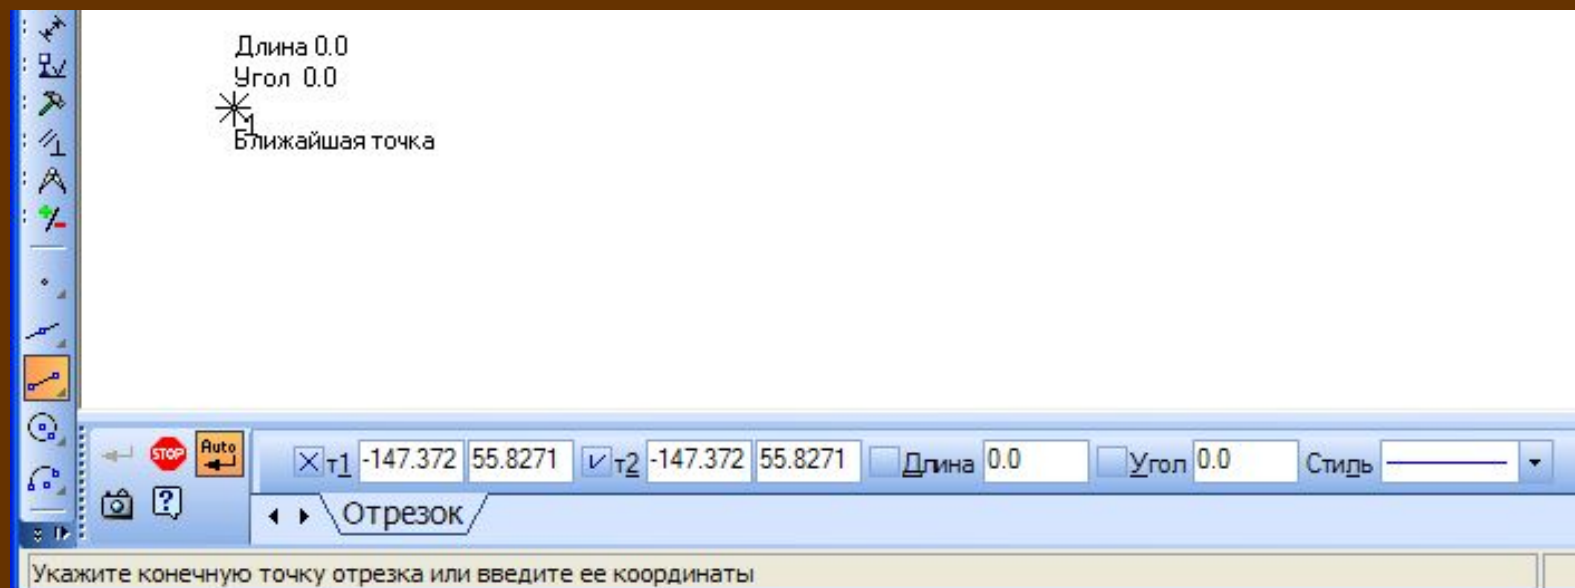 Длина 0.0
Угол 0.0
1
Ближайшая точка
STOP Auto т1 -147.372 55.8271 т2 -147.372 55.8271 Длина 0.0 Угол 0.0 Стиль
? Отрезок
Укажите конечную точку отрезка или введите ее координаты